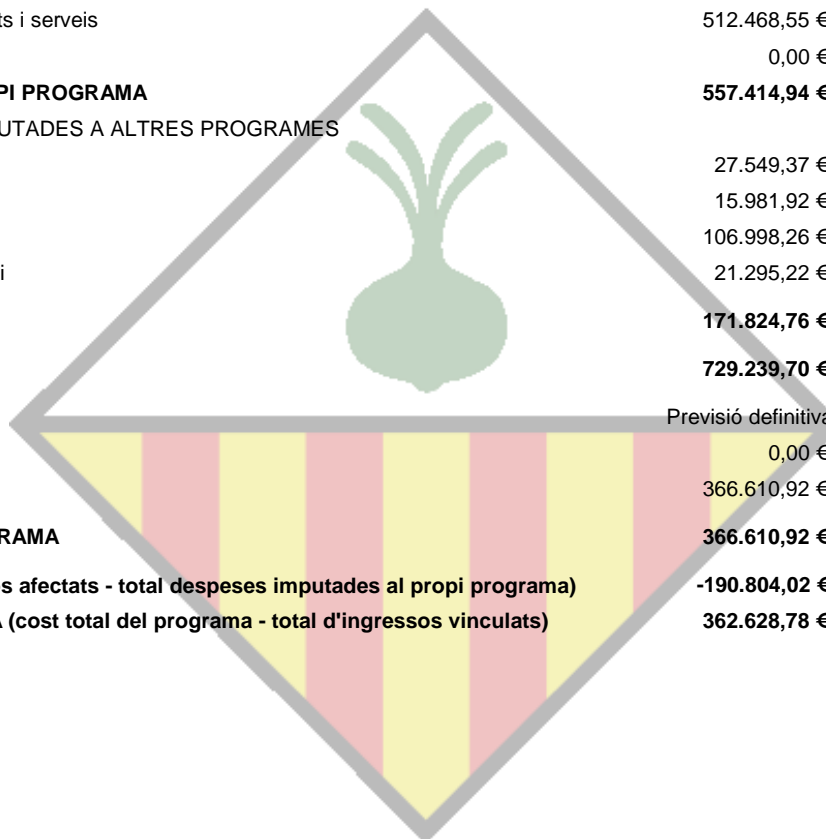 ts i serveis 512.468,55 €
0,00 €
PI PROGRAMA 557.414,94 €
UTADES A ALTRES PROGRAMES
27.549,37 €
15.981,92 €
106.998,26 €
i 21.295,22 €
171.824,76 €
729.239,70 €
Previsió definitiva
0,00 €
366.610,92 €
RAMA 366.610,92 €
s afectats - total despeses imputades al propi programa) -190.804,02 €
A (cost total del programa - total d'ingressos vinculats) 362.628,78 €